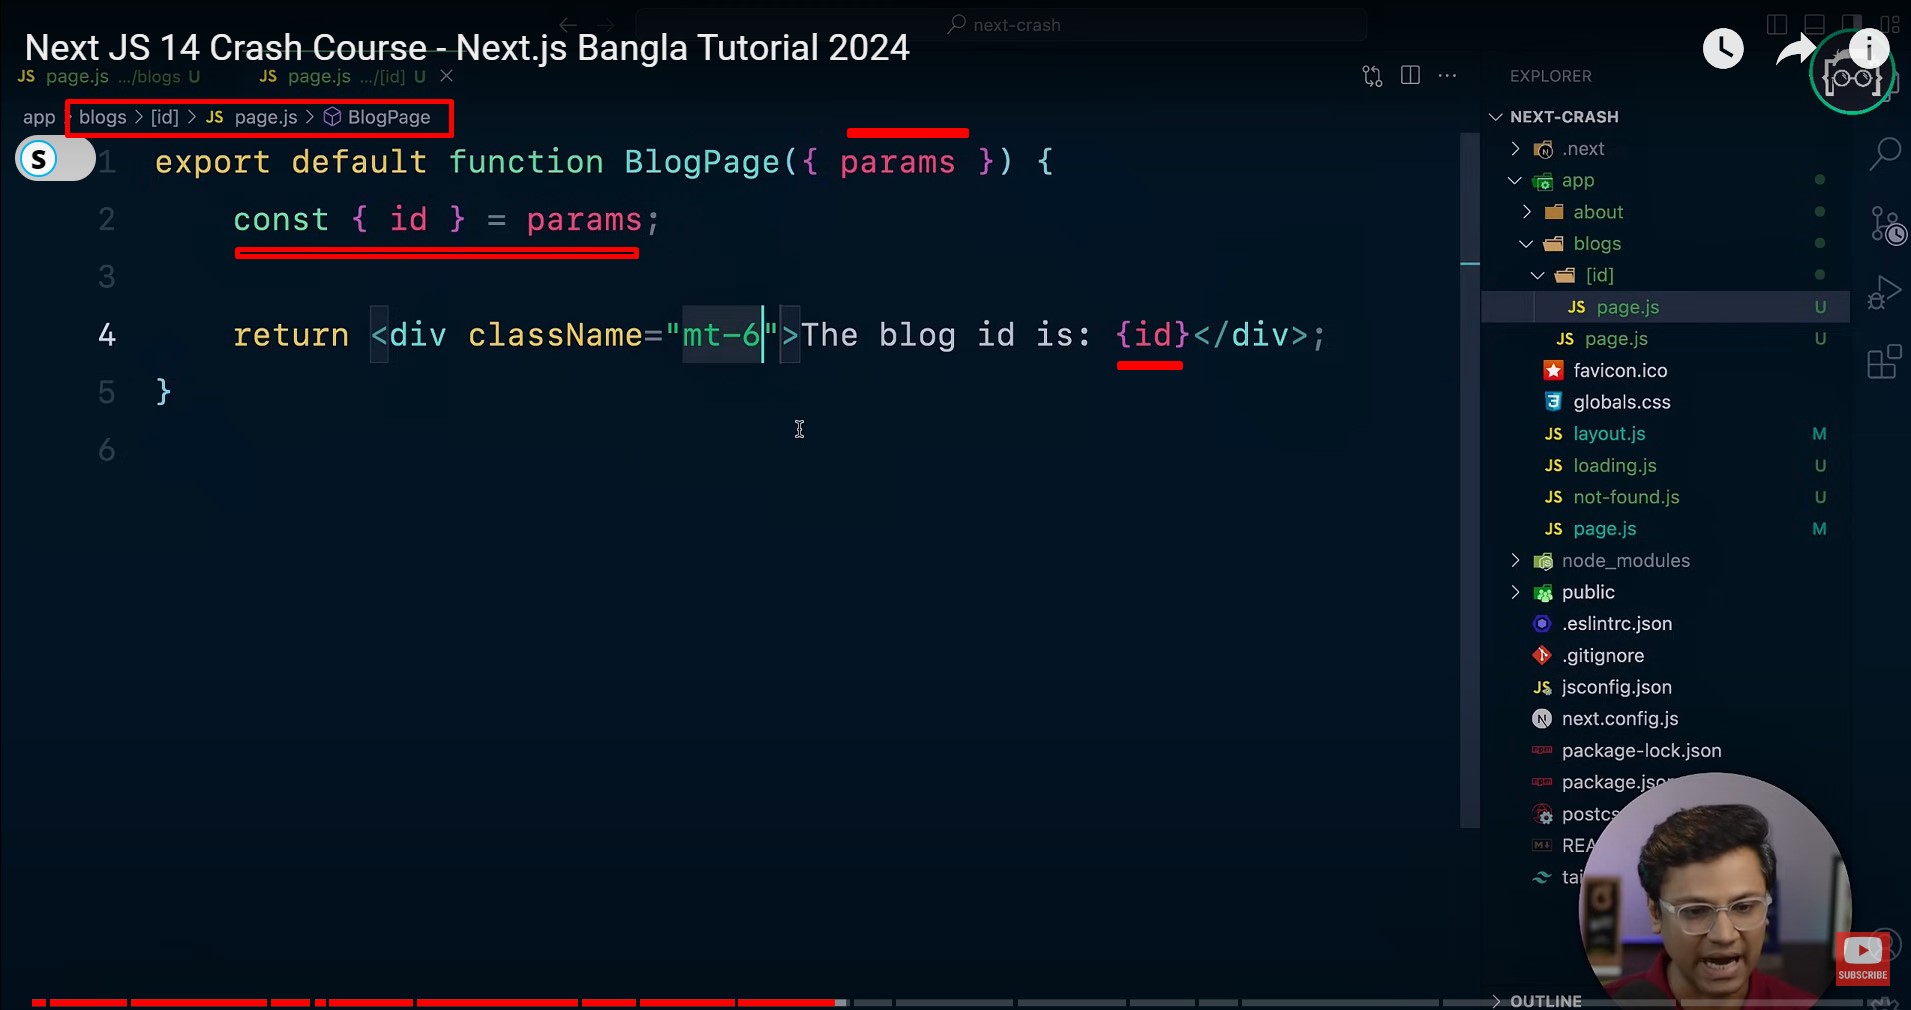 next-crash
Next JS 14 Crash Course - Next.js Bangla Tutorial 2024
JS page.js .../blogs U
JS page.js .../[id] U
app > blogs > [id] > JS page.js > BlogPage
S
1 export default function BlogPage({ params }) {
2 const { id } = params;
3
4 return <div className="mt-6">The blog id is: {id}</div>;
5 }
6
EXPLORER
NEXT-CRASH
.next
app
about
blogs
[id]
JS page.js U
JS page.js U
favicon.ico
globals.css
JS layout.js M
JS loading.js U
JS not-found.js U
JS page.js M
node_modules
public
.eslintrc.json
.gitignore
JS jsconfig.json
N next.config.js
package-lock.json
package.jso
postcs
REA
tai
SUBSCRIBE
OUTLINE